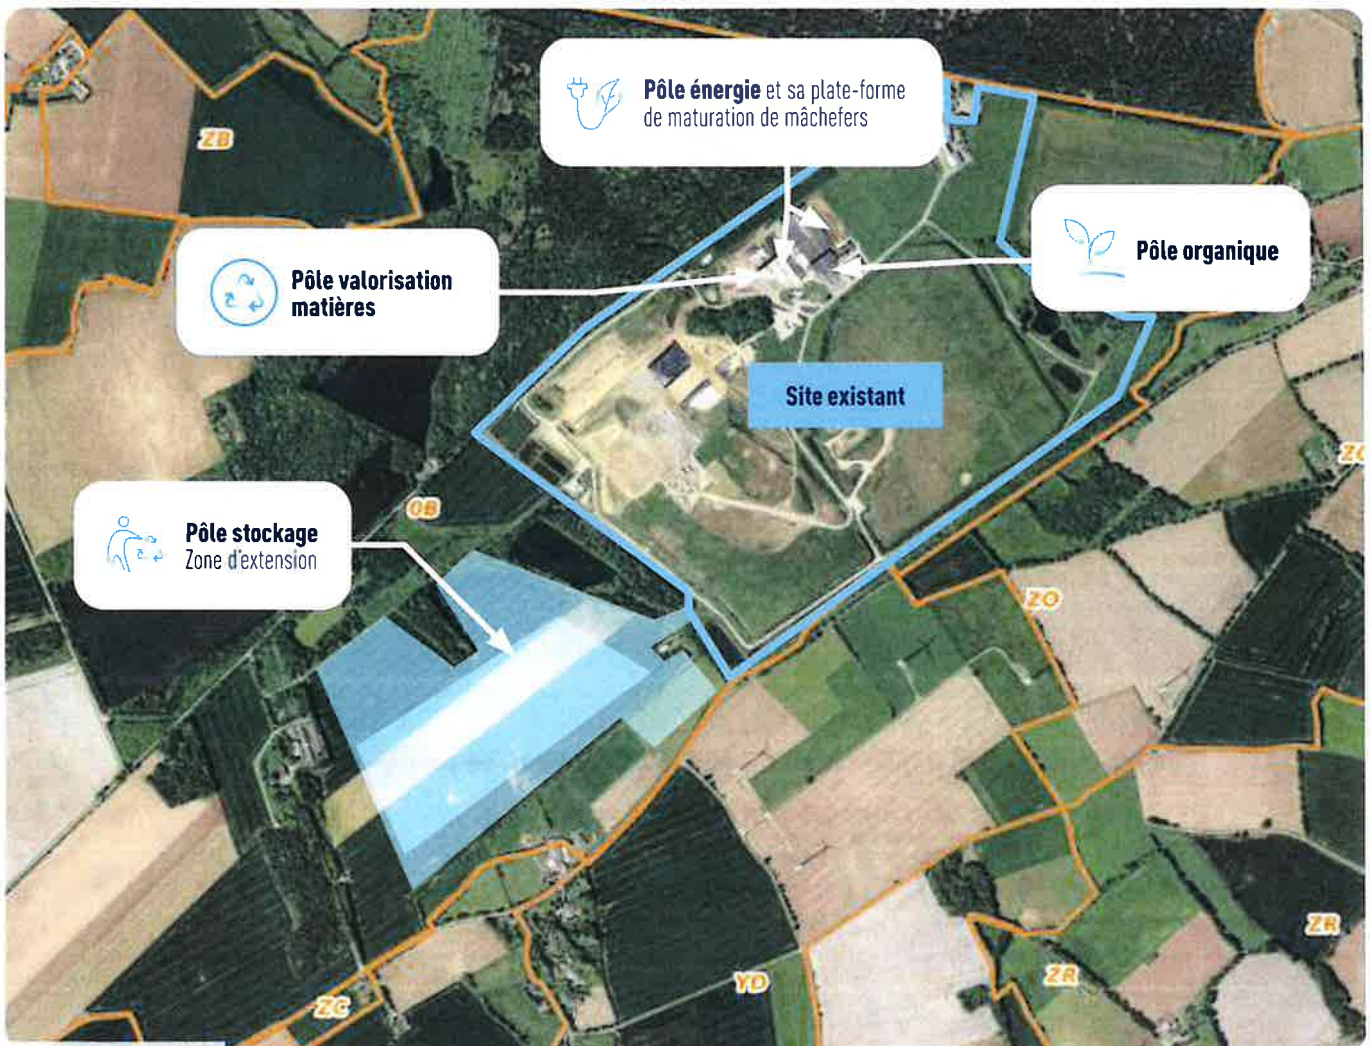 Pôle énergie et sa plate-forme
de maturation de mâchefers
ZB
Pôle organique
Pôle valorisation
matières
Site existant
OB
Pôle stockage
Zone d'extension
ZO
ZR
ZR
YD
ZC